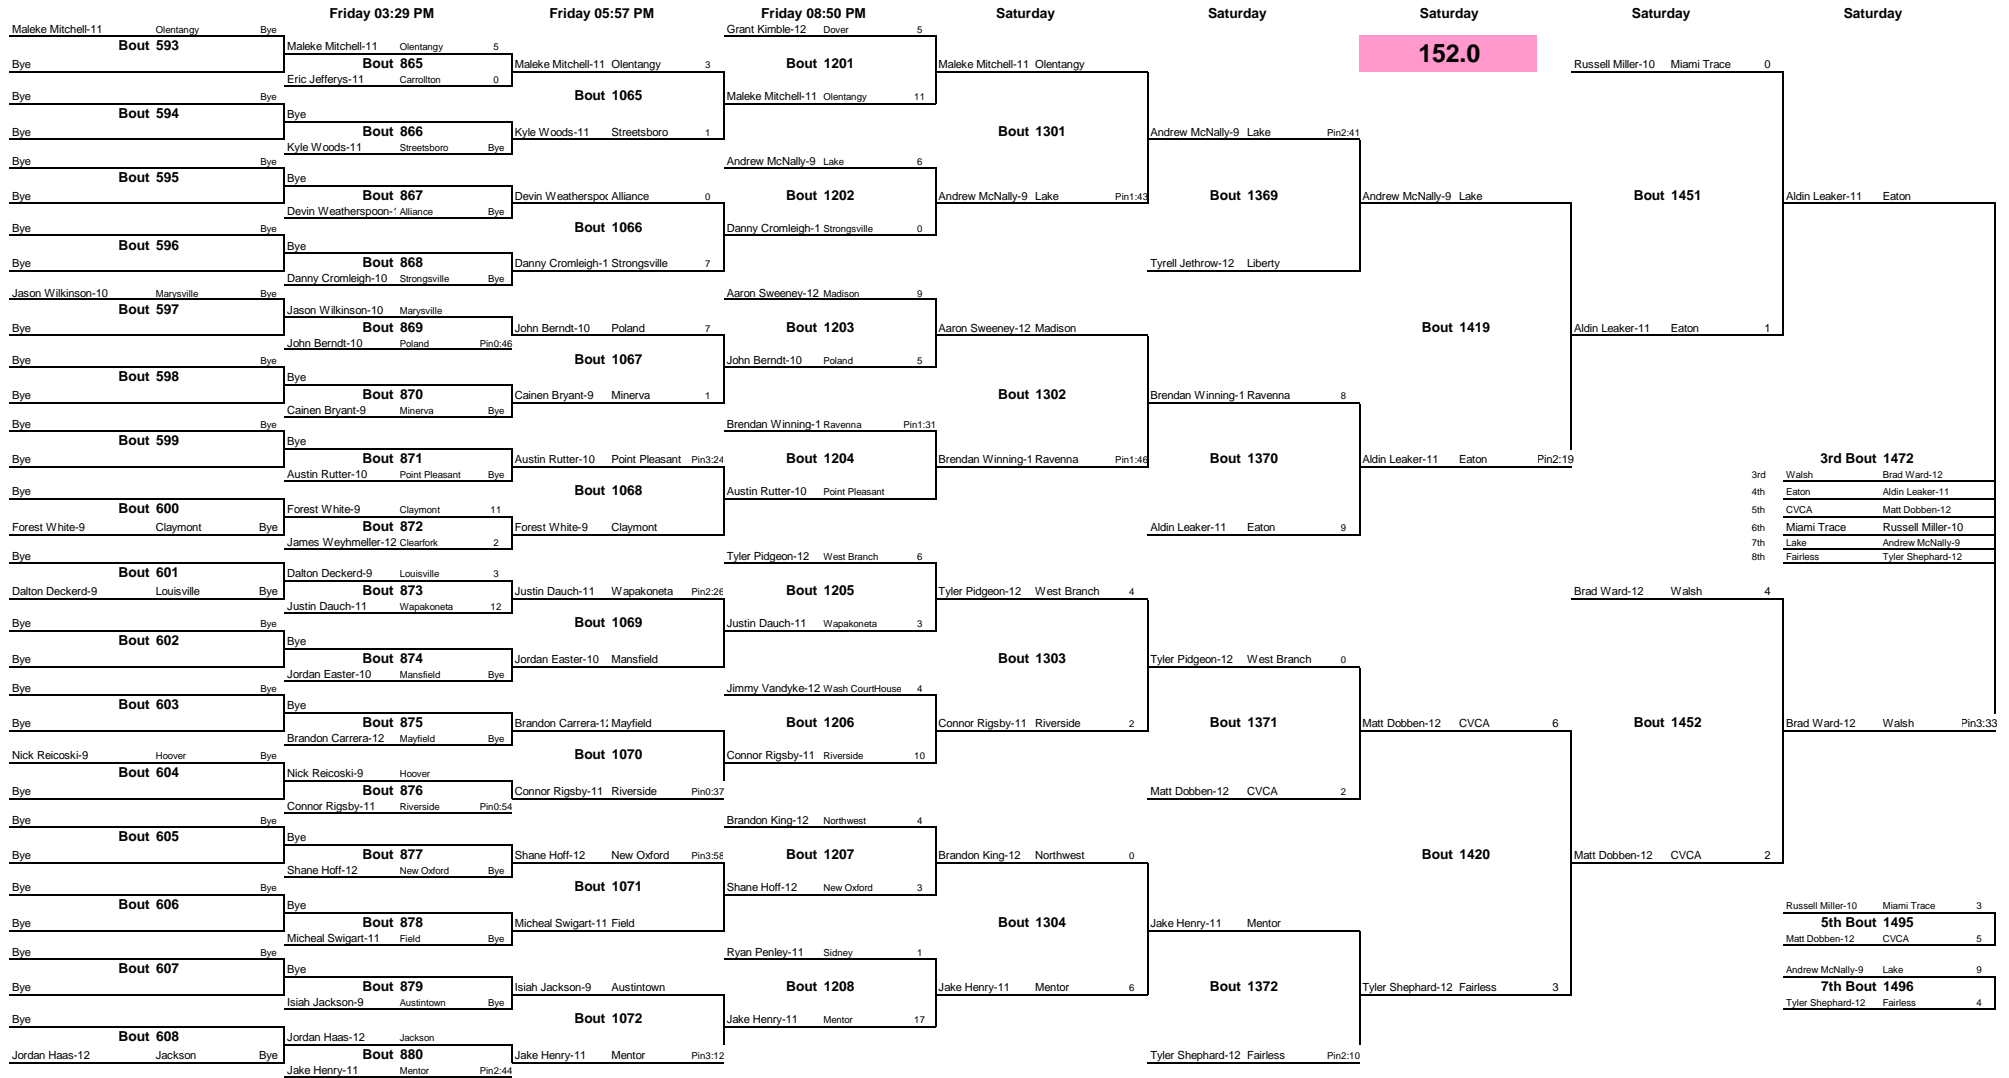 Friday 03:29 PM Friday 05:57 PM Friday 08:50 PM Saturday Saturday Saturday Saturday Saturday
152.0
Maleke Mitchell-11 Olentangy Bye
Bout 593
Bye
Bye Bye
Bout 594
Bye
Bye Bye
Bout 595
Bye
Bye Bye
Bout 596
Bye
Jason Wilkinson-10 Marysville Bye
Bout 597
Bye
Bye Bye
Bout 598
Bye
Bye Bye
Bout 599
Bye
Bye
Bout 600
Forest White-9 Claymont Bye
Bye
Bout 601
Dalton Deckerd-9 Louisville Bye
Bye Bye
Bout 602
Bye
Bye Bye
Bout 603
Bye
Nick Reicoski-9 Hoover Bye
Bout 604
Bye
Bye Bye
Bout 605
Bye
Bye Bye
Bout 606
Bye
Bye Bye
Bout 607
Bye
Bye
Bout 608
Jordan Haas-12 Jackson Bye
Maleke Mitchell-11 Olentangy 5
Bout 865
Eric Jefferys-11 Carrollton 0
Bye
Bout 866
Kyle Woods-11 Streetsboro Bye
Bye
Bout 867
Devin Weatherspoon-1 Alliance Bye
Bye
Bout 868
Danny Cromleigh-10 Strongsville Bye
Jason Wilkinson-10 Marysville
Bout 869
John Berndt-10 Poland Pin0:46
Bye
Bout 870
Cainen Bryant-9 Minerva Bye
Bye
Bout 871
Austin Rutter-10 Point Pleasant Bye
Forest White-9 Claymont 11
Bout 872
James Weyhmeller-12 Clearfork 2
Dalton Deckerd-9 Louisville 3
Bout 873
Justin Dauch-11 Wapakoneta 12
Bye
Bout 874
Jordan Easter-10 Mansfield Bye
Bye
Bout 875
Brandon Carrera-12 Mayfield Bye
Nick Reicoski-9 Hoover
Bout 876
Connor Rigsby-11 Riverside Pin0:54
Bye
Bout 877
Shane Hoff-12 New Oxford Bye
Bye
Bout 878
Micheal Swigart-11 Field Bye
Bye
Bout 879
Isiah Jackson-9 Austintown Bye
Jordan Haas-12 Jackson
Bout 880
Jake Henry-11 Mentor Pin2:44
Maleke Mitchell-11 Olentangy 3
Bout 1065
Kyle Woods-11 Streetsboro 1
Devin Weatherspoo Alliance 0
Bout 1066
Danny Cromleigh-1 Strongsville 7
John Berndt-10 Poland 7
Bout 1067
Cainen Bryant-9 Minerva 1
Austin Rutter-10 Point Pleasant Pin3:24
Bout 1068
Forest White-9 Claymont
Justin Dauch-11 Wapakoneta Pin2:26
Bout 1069
Jordan Easter-10 Mansfield
Brandon Carrera-12 Mayfield
Bout 1070
Connor Rigsby-11 Riverside Pin0:37
Shane Hoff-12 New Oxford Pin3:58
Bout 1071
Micheal Swigart-11 Field
Isiah Jackson-9 Austintown
Bout 1072
Jake Henry-11 Mentor Pin3:12
Grant Kimble-12 Dover 5
Bout 1201
Maleke Mitchell-11 Olentangy 11
Andrew McNally-9 Lake 6
Bout 1202
Danny Cromleigh-1 Strongsville 0
Aaron Sweeney-12 Madison 9
Bout 1203
John Berndt-10 Poland 5
Brendan Winning-1 Ravenna Pin1:31
Bout 1204
Austin Rutter-10 Point Pleasant
Tyler Pidgeon-12 West Branch 6
Bout 1205
Justin Dauch-11 Wapakoneta 3
Jimmy Vandyke-12 Wash CourtHouse 4
Bout 1206
Connor Rigsby-11 Riverside 10
Brandon King-12 Northwest 4
Bout 1207
Shane Hoff-12 New Oxford 3
Ryan Penley-11 Sidney 1
Bout 1208
Jake Henry-11 Mentor 17
Maleke Mitchell-11 Olentangy
Bout 1301
Andrew McNally-9 Lake Pin1:43
Aaron Sweeney-12 Madison
Bout 1302
Brendan Winning-1 Ravenna Pin1:46
Tyler Pidgeon-12 West Branch 4
Bout 1303
Connor Rigsby-11 Riverside 2
Brandon King-12 Northwest 0
Bout 1304
Jake Henry-11 Mentor 6
Andrew McNally-9 Lake Pin2:41
Bout 1369
Tyrell Jethrow-12 Liberty
Brendan Winning-1 Ravenna 8
Bout 1370
Aldin Leaker-11 Eaton 9
Tyler Pidgeon-12 West Branch 0
Bout 1371
Matt Dobben-12 CVCA 2
Jake Henry-11 Mentor
Bout 1372
Tyler Shephard-12 Fairless Pin2:10
Andrew McNally-9 Lake
Bout 1419
Aldin Leaker-11 Eaton Pin2:19
Matt Dobben-12 CVCA 6
Bout 1420
Tyler Shephard-12 Fairless 3
Russell Miller-10 Miami Trace 0
Bout 1451
Aldin Leaker-11 Eaton 1
Brad Ward-12 Walsh 4
Bout 1452
Matt Dobben-12 CVCA 2
Aldin Leaker-11 Eaton
3rd Bout 1472
3rd Walsh Brad Ward-12
4th Eaton Aldin Leaker-11
5th CVCA Matt Dobben-12
6th Miami Trace Russell Miller-10
7th Lake Andrew McNally-9
8th Fairless Tyler Shephard-12
Brad Ward-12 Walsh Pin3:33
Russell Miller-10 Miami Trace 3
5th Bout 1495
Matt Dobben-12 CVCA 5
Andrew McNally-9 Lake 9
7th Bout 1496
Tyler Shephard-12 Fairless 4